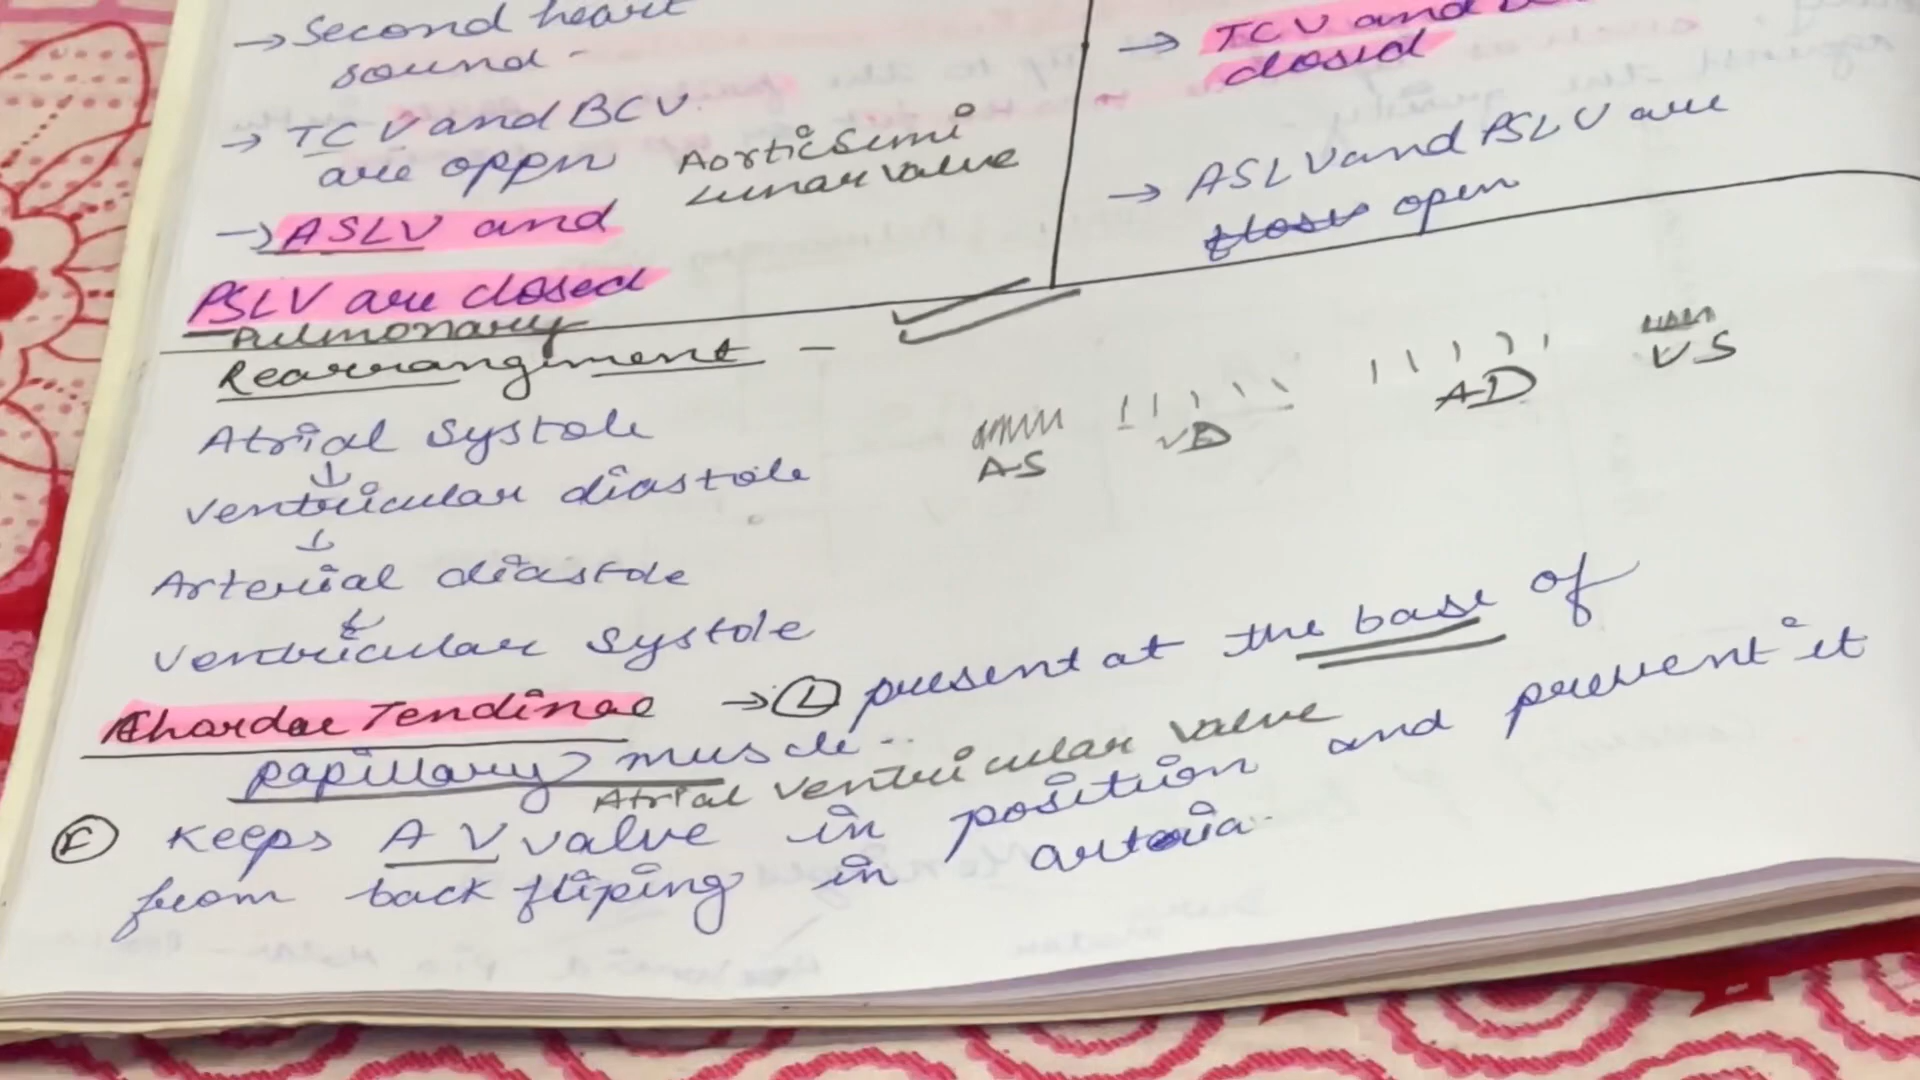 → Second heart
sound -
→ TCV and BCV.
are oppn
Aortic Semi
lunar valve
→ ASLV and
PSLV are closed
Pulmonary
→ TCV and
closed
→ ASLV and PSLV are
close open
Rearrangiment -
Atrial Systole
↓
ventricular diastole
↓
Arterial diastole
↓
Ventricular Systole
AS VD AD VS
Chordae Tendinae → (L) present at the base of
papillary muscle..
Atrial ventricular valve
(F) Keeps AV valve in position and prevent it
from back fliping in arteria.